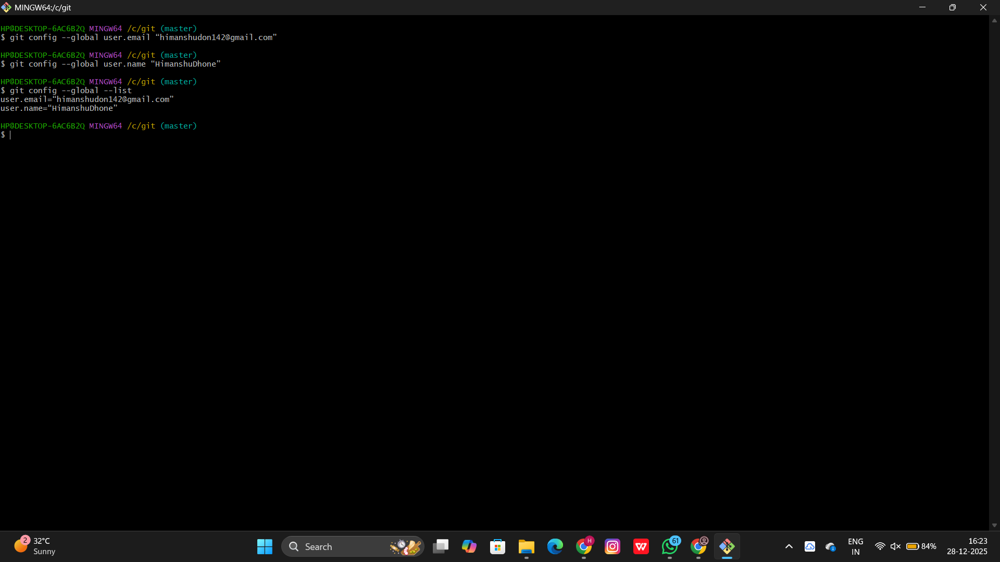 MINGW64:/c/git
HP@DESKTOP-6AC6B2Q MINGW64 /c/git (master)
$ git config --global user.email “himanshudon142@gmail.com”
HP@DESKTOP-6AC6B2Q MINGW64 /c/git (master)
$ git config --global user.name “HimanshuDhone”
HP@DESKTOP-6AC6B2Q MINGW64 /c/git (master)
$ git config --global --list
user.email=“himanshudon142@gmail.com”
user.name=“HimanshuDhone”
HP@DESKTOP-6AC6B2Q MINGW64 /c/git (master)
$
2
32°C
Sunny
Search
H
W
61
ENG
IN
84%
16:23
28-12-2025